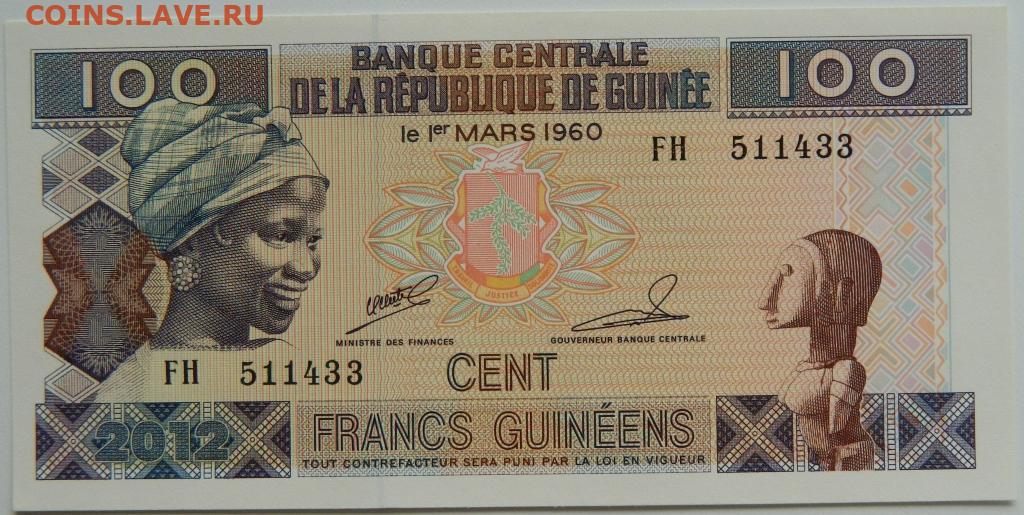 COINS.LAVE.RU
100
BANQUE CENTRALE
DE LA RÉPUBLIQUE DE GUINÉE
100
le 1er MARS 1960
FH 511433
JUSTICE
MINISTRE DES FINANCES
GOUVERNEUR BANQUE CENTRALE
FH 511433
CENT
2012
FRANCS GUINÉENS
TOUT CONTREFACTEUR SERA PUNI PAR LA LOI EN VIGUEUR